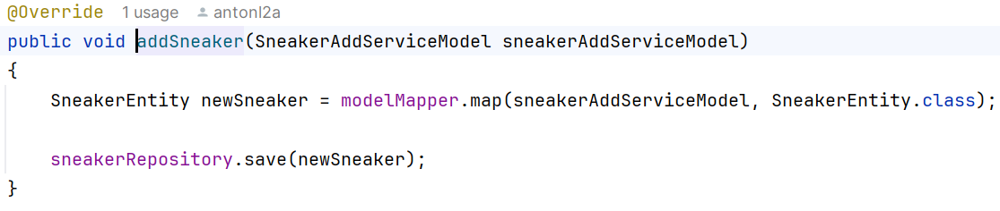 @Override 1 usage antonl2a
public void addSneaker(SneakerAddServiceModel sneakerAddServiceModel)
{
    SneakerEntity newSneaker = modelMapper.map(sneakerAddServiceModel, SneakerEntity.class);
    sneakerRepository.save(newSneaker);
}